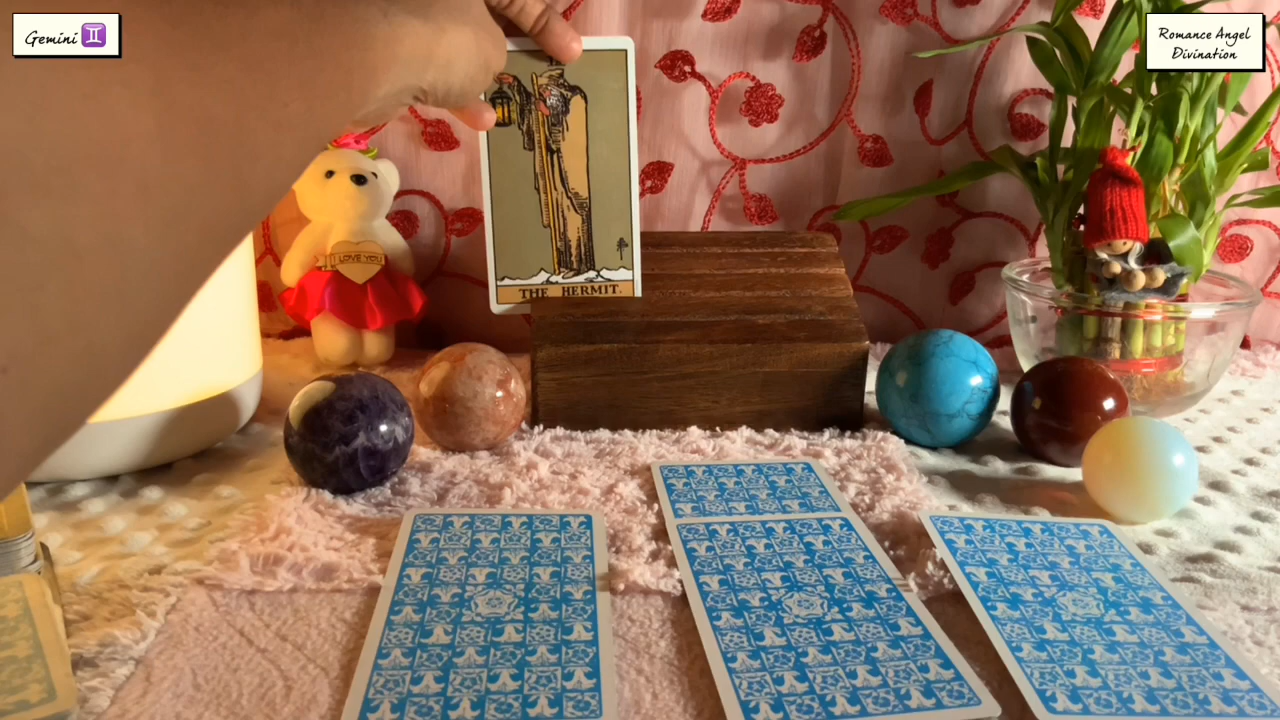 Gemini ♊
Romance Angel
Divination
THE HERMIT.
I LOVE YOU